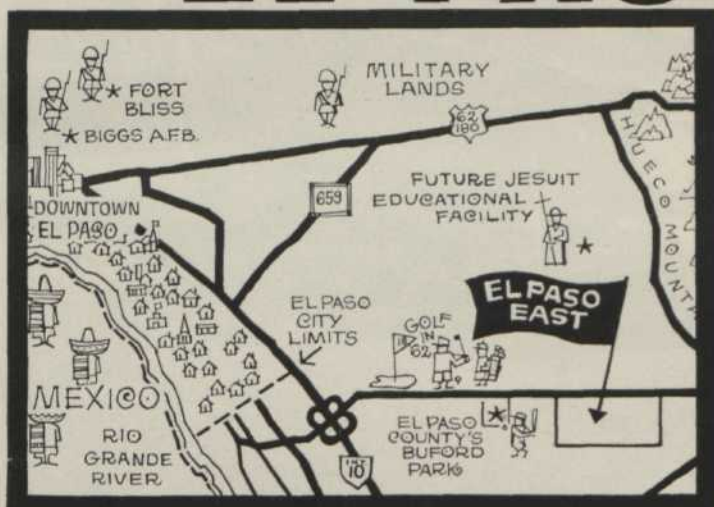 FORT
BLISS
BIGGS A.F.B.
MILITARY
LANDS
62
180
659
FUTURE JESUIT
EDUCATIONAL
FACILITY
DOWNTOWN
EL PASO
EL PASO
CITY
LIMITS
GOLF
IN
'62
EL PASO
EAST
MEXICO
RIO
GRANDE
RIVER
10
EL PASO
COUNTY'S
BUFORD
PARK
HUECO MOUNTA